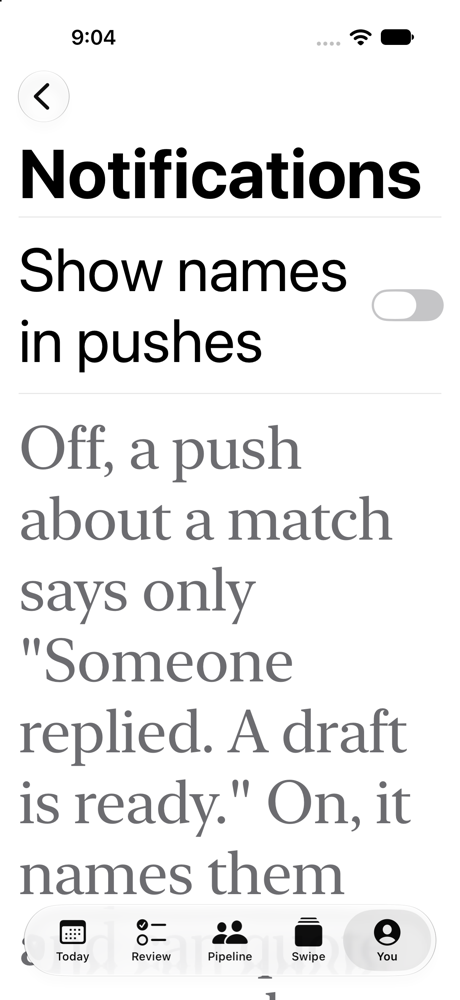 9:04
Notifications
Show names
in pushes
Off, a push
about a match
says only
"Someone
replied. A draft
is ready." On, it
names them
Today
Review
Pipeline
Swipe
You